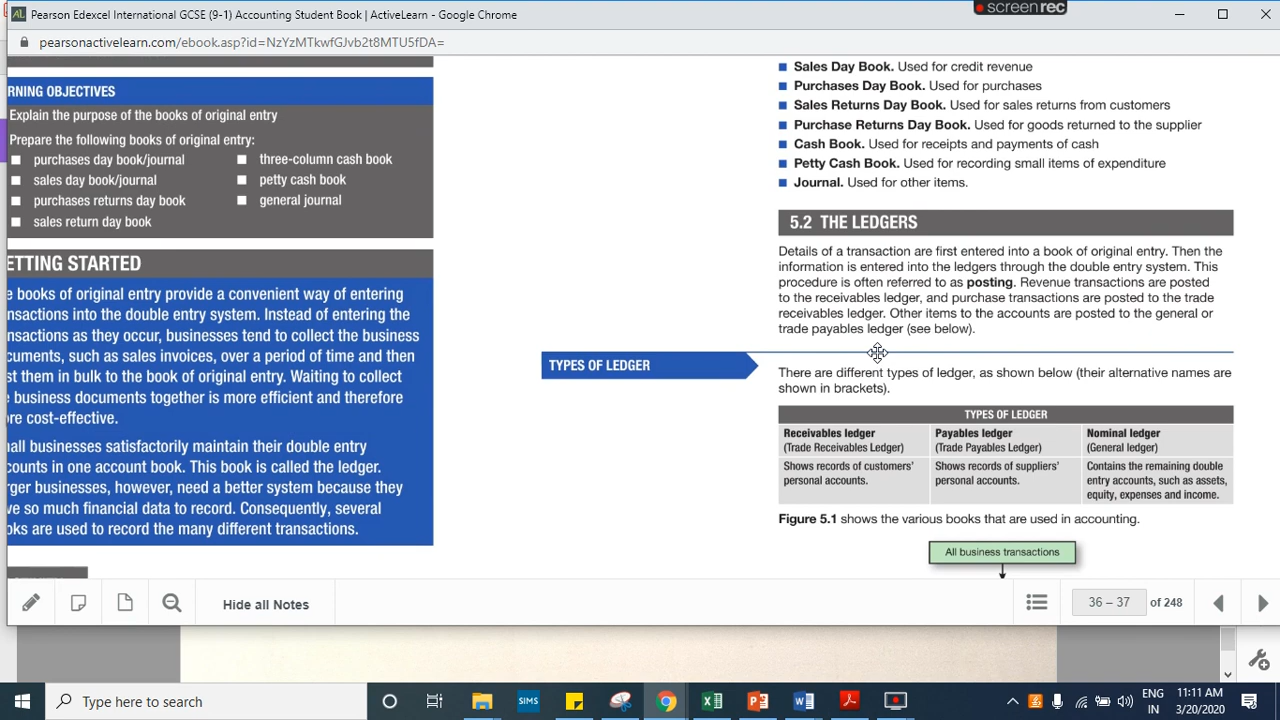 Pearson Edexcel International GCSE (9-1) Accounting Student Book | ActiveLearn - Google Chrome
screenrec
pearsonactivelearn.com/ebook.asp?id=NzYzMTkwfGJvb2t8MTU5fDA=
RNING OBJECTIVES
Explain the purpose of the books of original entry
Prepare the following books of original entry:
purchases day book/journal
three-column cash book
sales day book/journal
petty cash book
purchases returns day book
general journal
sales return day book
ETTING STARTED
e books of original entry provide a convenient way of entering
nsactions into the double entry system. Instead of entering the
nsactions as they occur, businesses tend to collect the business
cuments, such as sales invoices, over a period of time and then
st them in bulk to the book of original entry. Waiting to collect
e business documents together is more efficient and therefore
ore cost-effective.
nall businesses satisfactorily maintain their double entry
counts in one account book. This book is called the ledger.
rger businesses, however, need a better system because they
ve so much financial data to record. Consequently, several
oks are used to record the many different transactions.
Sales Day Book. Used for credit revenue
Purchases Day Book. Used for purchases
Sales Returns Day Book. Used for sales returns from customers
Purchase Returns Day Book. Used for goods returned to the supplier
Cash Book. Used for receipts and payments of cash
Petty Cash Book. Used for recording small items of expenditure
Journal. Used for other items.
5.2 THE LEDGERS
Details of a transaction are first entered into a book of original entry. Then the
information is entered into the ledgers through the double entry system. This
procedure is often referred to as posting. Revenue transactions are posted
to the receivables ledger, and purchase transactions are posted to the trade
receivables ledger. Other items to the accounts are posted to the general or
trade payables ledger (see below).
TYPES OF LEDGER
There are different types of ledger, as shown below (their alternative names are
shown in brackets).
TYPES OF LEDGER
Receivables ledger
(Trade Receivables Ledger)
Payables ledger
(Trade Payables Ledger)
Nominal ledger
(General ledger)
Shows records of customers'
personal accounts.
Shows records of suppliers'
personal accounts.
Contains the remaining double
entry accounts, such as assets,
equity, expenses and income.
Figure 5.1 shows the various books that are used in accounting.
All business transactions
Hide all Notes
36 – 37 of 248
Type here to search
SIMS
ENG
IN
11:11 AM
3/20/2020